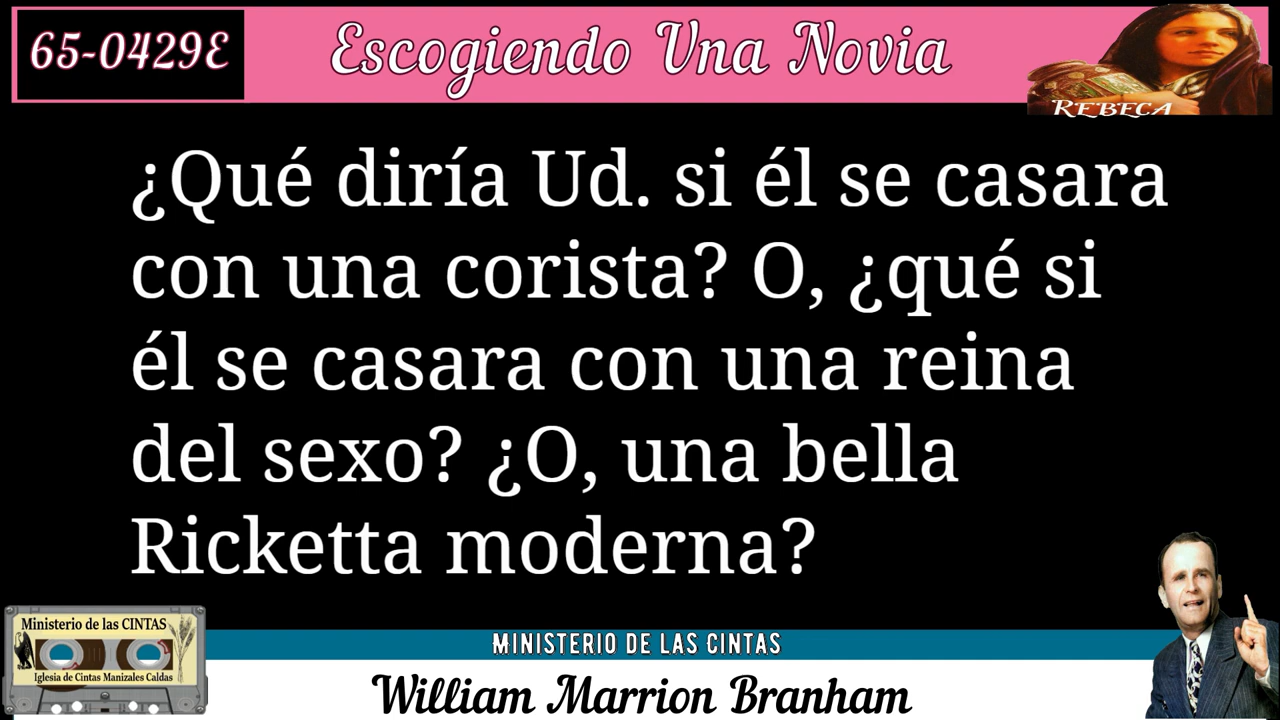 65-0429E
Escogiendo Una Novia
REBECA
¿Qué diría Ud. si él se casara
con una corista? O, ¿qué si
él se casara con una reina
del sexo? ¿O, una bella
Ricketta moderna?
Ministerio de las CINTAS
Iglesia de Cintas Manizales Caldas
MINISTERIO DE LAS CINTAS
William Marrion Branham